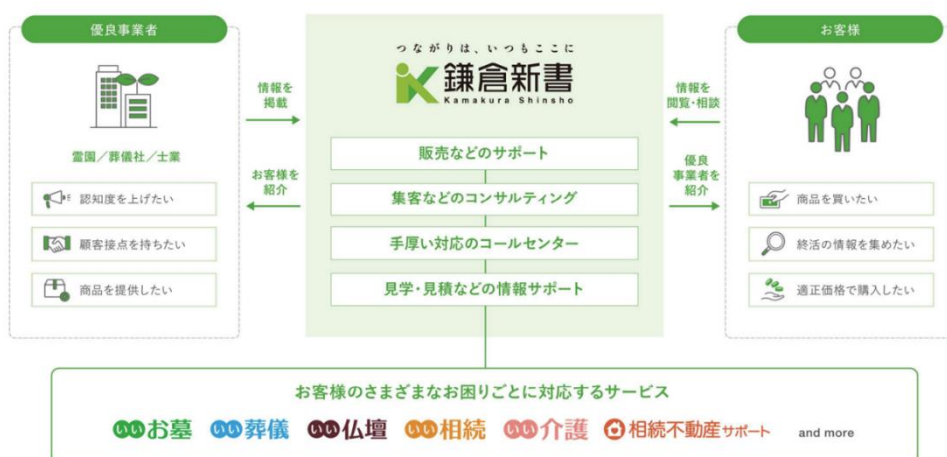 優良事業者
霊園／葬儀社／士業
認知度を上げたい
顧客接点を持ちたい
商品を提供したい
情報を
掲載
お客様を
紹介
つながりは、いつもここに
鎌倉新書
Kamakura Shinsho
販売などのサポート
集客などのコンサルティング
手厚い対応のコールセンター
見学・見積などの情報サポート
情報を
閲覧・相談
優良
事業者を
紹介
お客様
商品を買いたい
終活の情報を集めたい
適正価格で購入したい
お客様のさまざまなお困りごとに対応するサービス
いいお墓
いい葬儀
いい仏壇
いい相続
いい介護
相続不動産サポート
and more